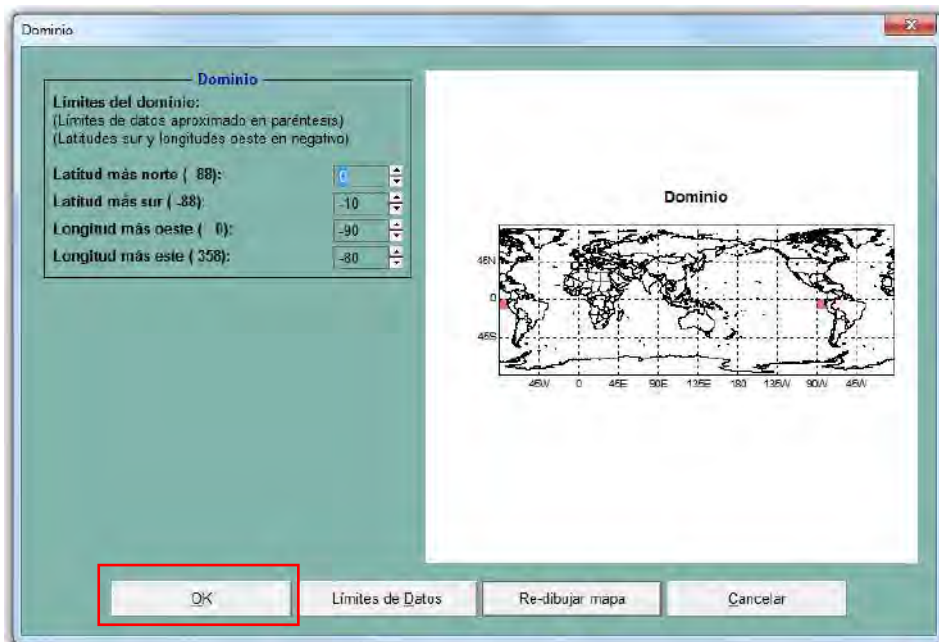 Dominio
Dominio
Límites del dominio:
(Límites de datos aproximado en paréntesis)
(Latitudes sur y longitudes oeste en negativo)
Latitud más norte ( 88): 0
Latitud más sur ( -88): -10
Longitud más oeste ( 0): -90
Longitud más este ( 358): -80
Dominio
45N
0
45S
45W 0 45E 90E 135E 180 135W 90W 45W
OK Límites de Datos Re-dibujar mapa Cancelar